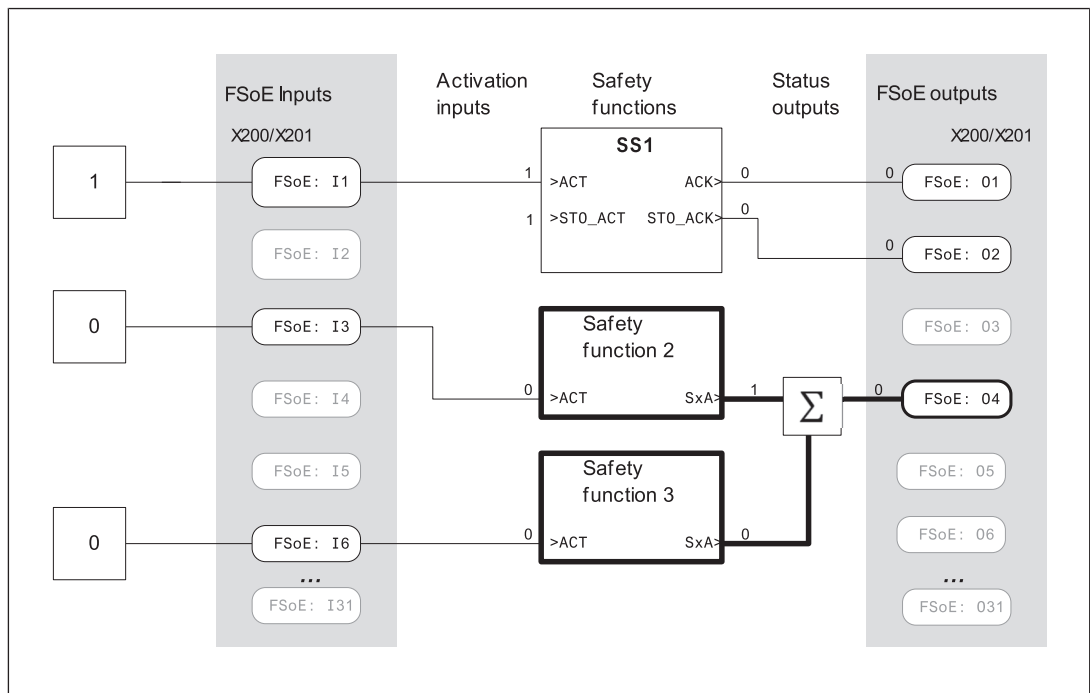 FSoE Inputs
X200/X201
Activation
inputs
Safety
functions
Status
outputs
FSoE outputs
X200/X201
1
FSoE: I1
1
>ACT
1
>STO_ACT
SS1
ACK>
0
STO_ACK>
0
0
FSoE: O1
0
FSoE: O2
FSoE: I2
0
FSoE: I3
FSoE: O3
Safety
function 2
0
>ACT
SxA>
1
Σ
0
FSoE: O4
FSoE: I4
FSoE: I5
FSoE: O5
Safety
function 3
0
FSoE: I6
0
>ACT
SxA>
0
FSoE: O6
...
...
FSoE: I31
FSoE: O31